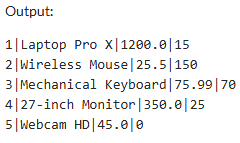 Output:
1|Laptop Pro X|1200.0|15
2|Wireless Mouse|25.5|150
3|Mechanical Keyboard|75.99|70
4|27-inch Monitor|350.0|25
5|Webcam HD|45.0|0